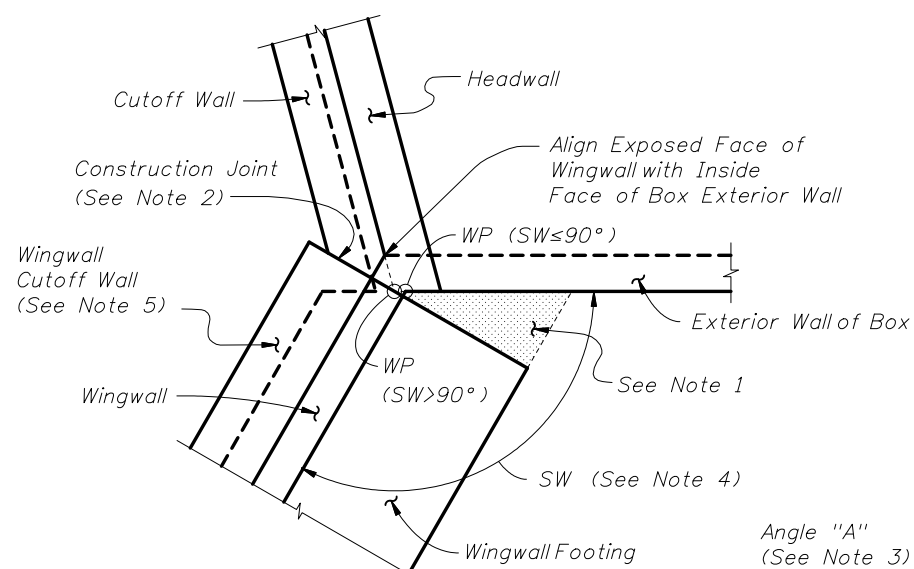 Headwall
Cutoff Wall
Align Exposed Face of
Wingwall with Inside
Face of Box Exterior Wall
Construction Joint
(See Note 2)
WP (SW≤90°)
Wingwall
Cutoff Wall
(See Note 5)
Exterior Wall of Box
WP
(SW>90°)
See Note 1
Wingwall
SW (See Note 4)
Wingwall Footing
Angle "A"
(See Note 3)